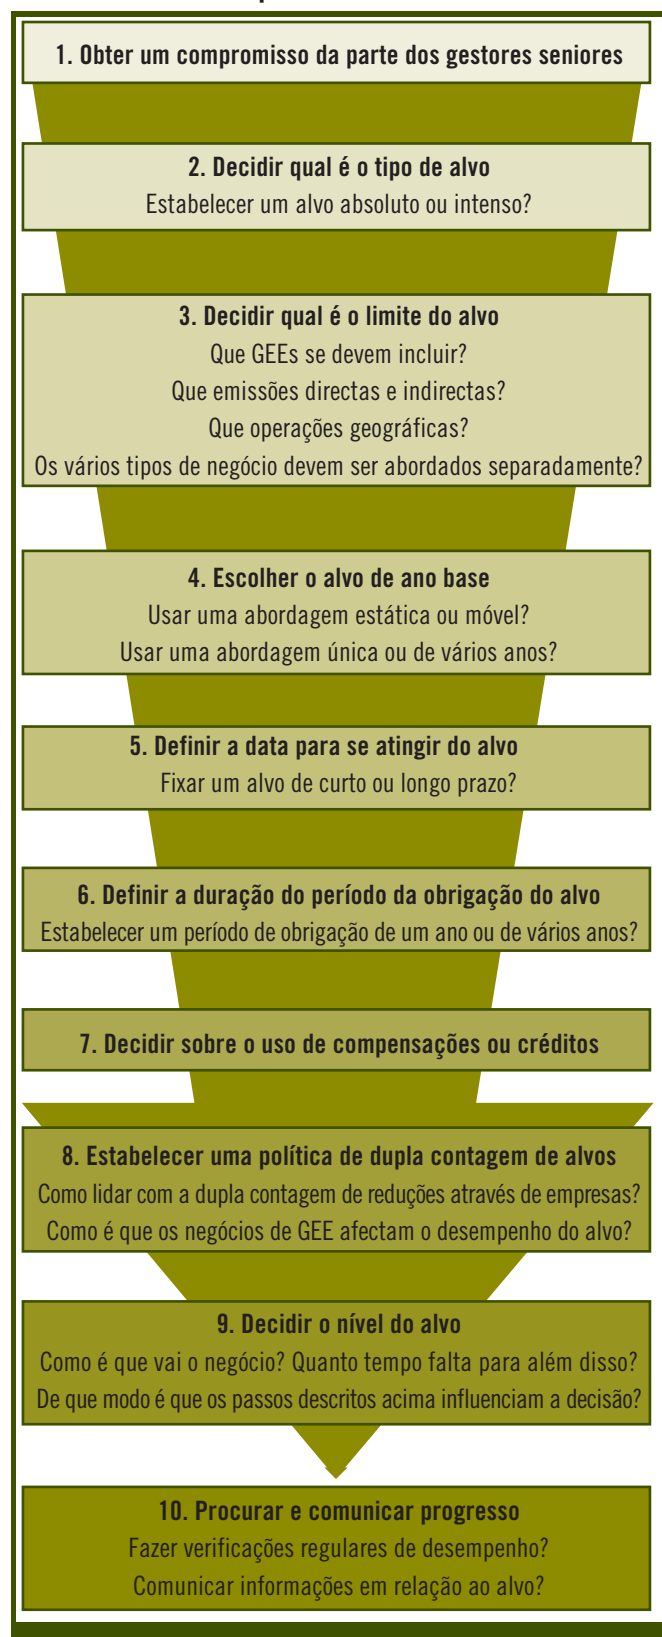 1. Obter um compromisso da parte dos gestores seniores
2. Decidir qual é o tipo de alvo
Estabelecer um alvo absoluto ou intenso?
3. Decidir qual é o limite do alvo
Que GEEs se devem incluir?
Que emissões directas e indirectas?
Que operações geográficas?
Os vários tipos de negócio devem ser abordados separadamente?
4. Escolher o alvo de ano base
Usar uma abordagem estática ou móvel?
Usar uma abordagem única ou de vários anos?
5. Definir a data para se atingir do alvo
Fixar um alvo de curto ou longo prazo?
6. Definir a duração do período da obrigação do alvo
Estabelecer um período de obrigação de um ano ou de vários anos?
7. Decidir sobre o uso de compensações ou créditos
8. Estabelecer uma política de dupla contagem de alvos
Como lidar com a dupla contagem de reduções através de empresas?
Como é que os negócios de GEE afectam o desempenho do alvo?
9. Decidir o nível do alvo
Como é que vai o negócio? Quanto tempo falta para além disso?
De que modo é que os passos descritos acima influenciam a decisão?
10. Procurar e comunicar progresso
Fazer verificações regulares de desempenho?
Comunicar informações em relação ao alvo?